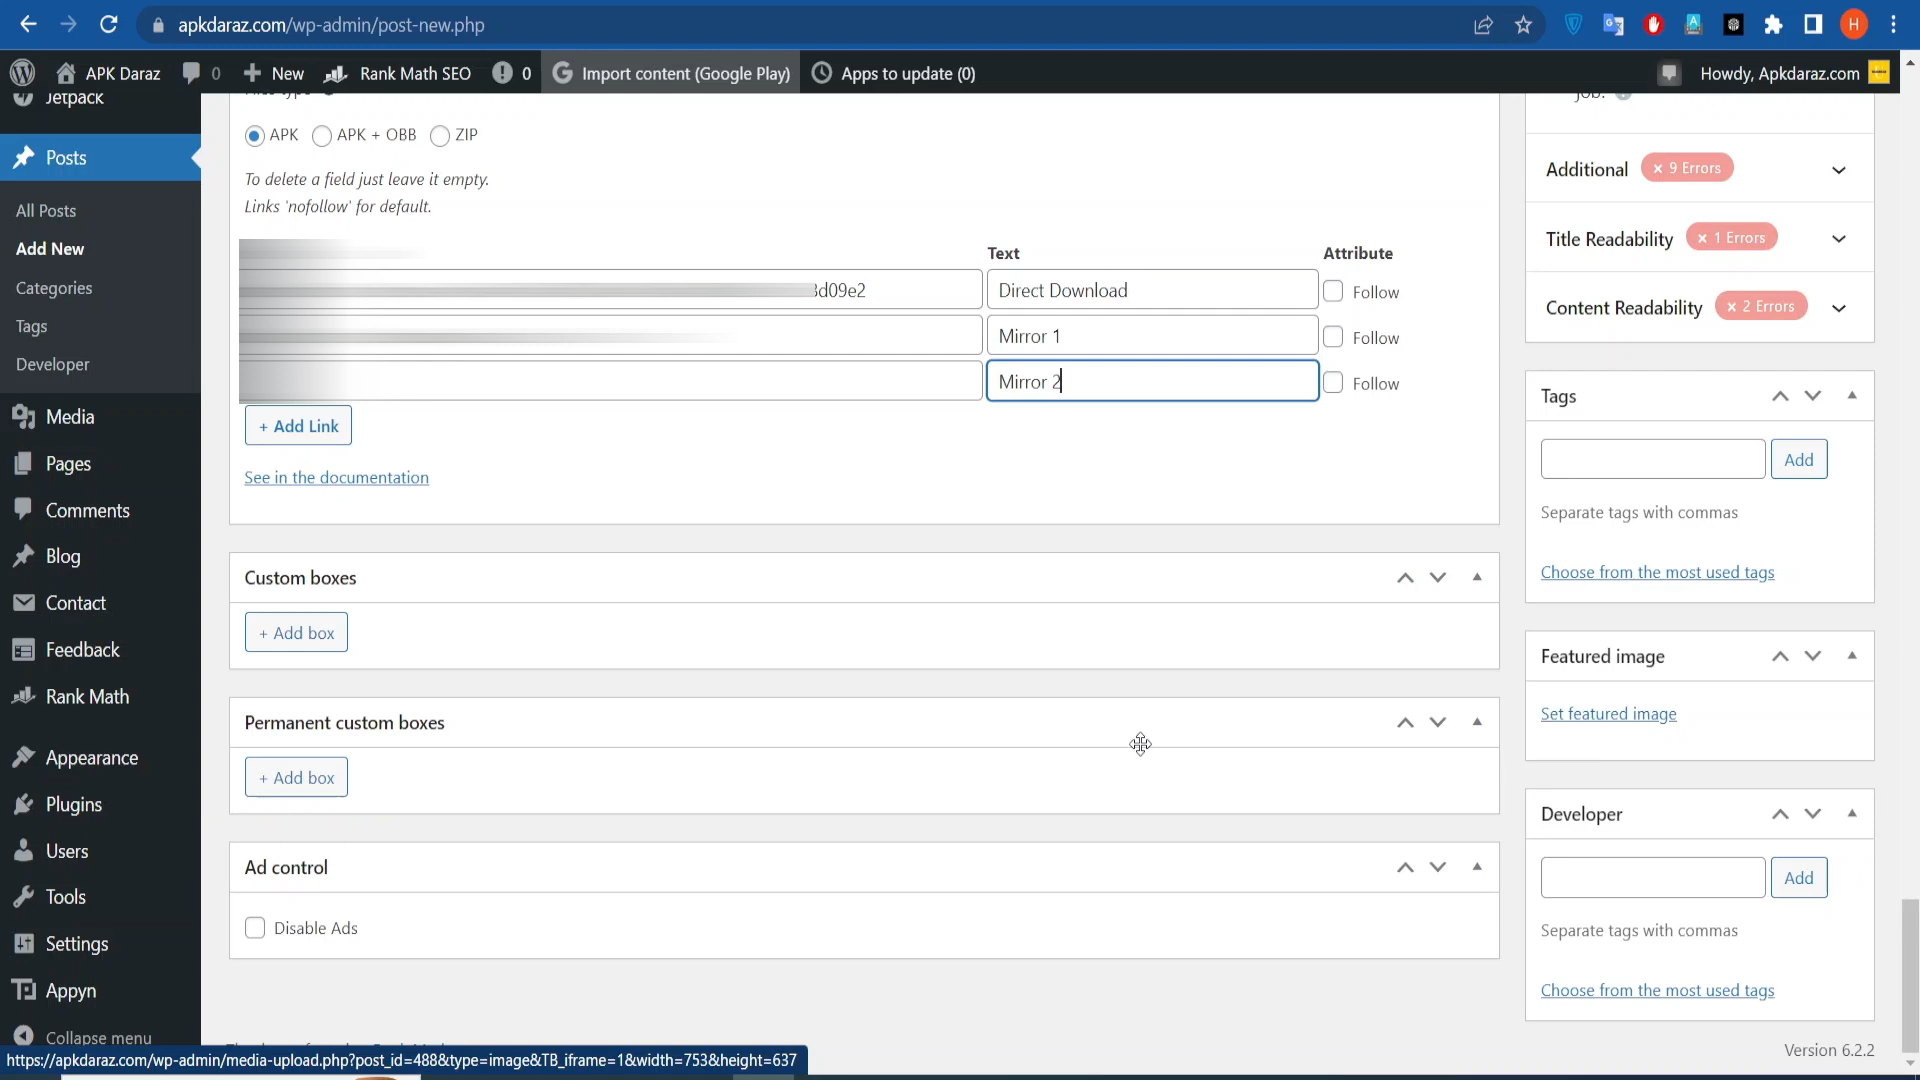 apkdaraz.com/wp-admin/post-new.php
H
APK Daraz
0
New
Rank Math SEO
0
Import content (Google Play)
Apps to update (0)
Howdy, Apkdaraz.com
Jetpack
Posts
All Posts
Add New
Categories
Tags
Developer
Media
Pages
Comments
Blog
Contact
Feedback
Rank Math
Appearance
Plugins
Users
Tools
Settings
Appyn
Collapse menu
APK
APK + OBB
ZIP
To delete a field just leave it empty.
Links 'nofollow' for default.
Text
Attribute
3d09e2
Direct Download
Follow
Mirror 1
Follow
Mirror 2
Follow
+ Add Link
See in the documentation
Custom boxes
+ Add box
Permanent custom boxes
+ Add box
Ad control
Disable Ads
Additional
× 9 Errors
Title Readability
× 1 Errors
Content Readability
× 2 Errors
Tags
Add
Separate tags with commas
Choose from the most used tags
Featured image
Set featured image
Developer
Add
Separate tags with commas
Choose from the most used tags
Version 6.2.2
https://apkdaraz.com/wp-admin/media-upload.php?post_id=488&type=image&TB_iframe=1&width=753&height=637